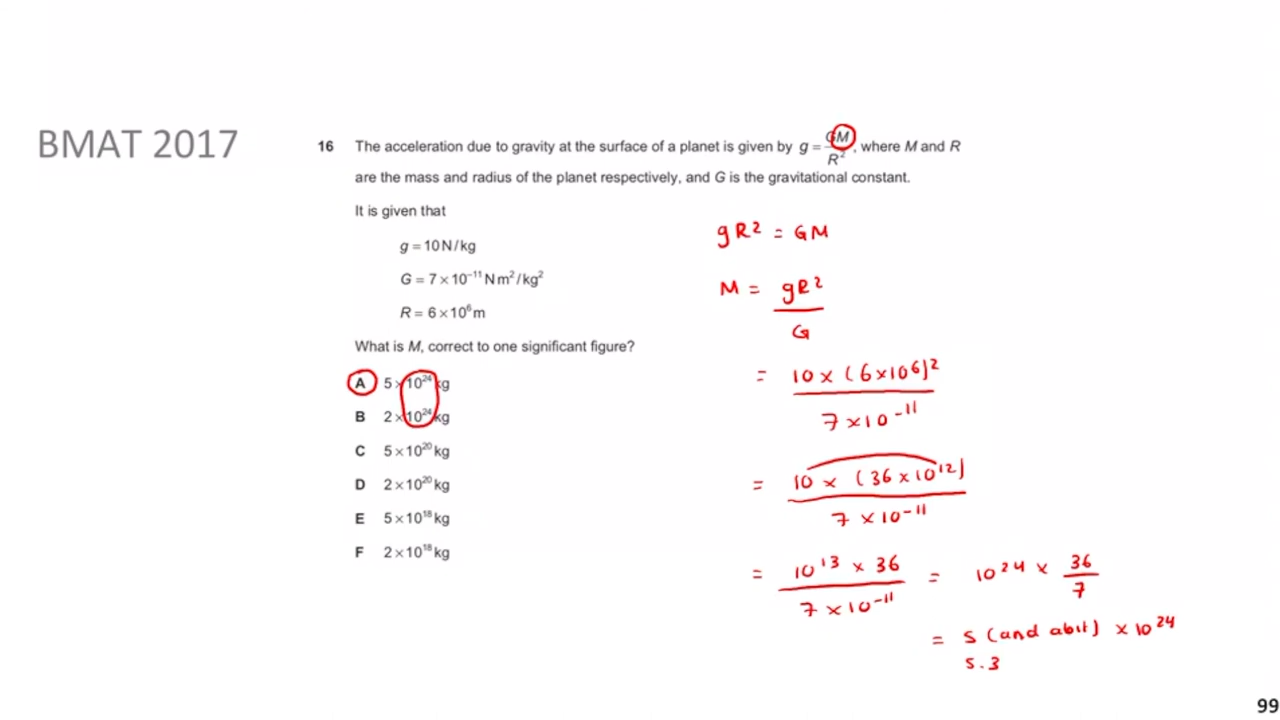 BMAT 2017
16 The acceleration due to gravity at the surface of a planet is given by g = GM/R², where M and R
are the mass and radius of the planet respectively, and G is the gravitational constant.
It is given that
g = 10 N/kg
G = 7 × 10⁻¹¹ N m²/kg²
R = 6 × 10⁶ m
What is M, correct to one significant figure?
A 5 × 10²⁴ kg
B 2 × 10²⁴ kg
C 5 × 10²⁰ kg
D 2 × 10²⁰ kg
E 5 × 10¹⁸ kg
F 2 × 10¹⁸ kg
gR² = GM
M = gR²
G
= 10 × (6×10⁶)²
7 × 10⁻¹¹
= 10 × (36 × 10¹²)
7 × 10⁻¹¹
= 10¹³ × 36 = 10²⁴ × 36
7 × 10⁻¹¹ 7
= 5 (and abit) × 10²⁴
5.3
99